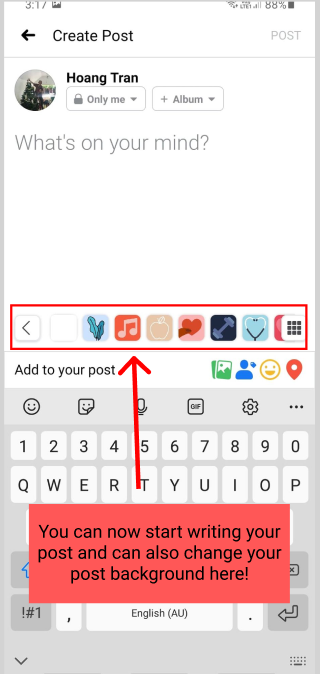 3:17 88%
Create Post POST
Hoang Tran
Only me + Album
What's on your mind?
Add to your post
GIF
1 2 3 4 5 6 7 8 9 0
Q W E R T Y U I O P
You can now start writing your
post and can also change your
post background here!
!#1 , English (AU) .